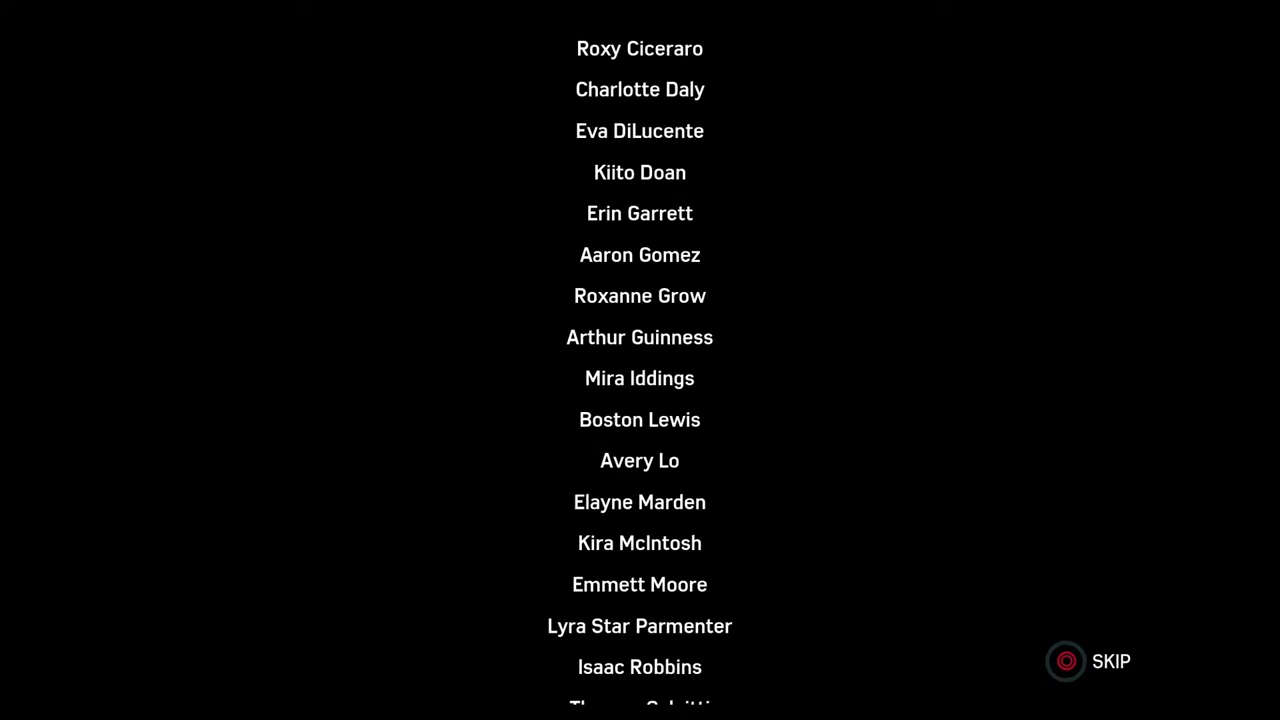 Roxy Ciceraro
Charlotte Daly
Eva DiLucente
Kiito Doan
Erin Garrett
Aaron Gomez
Roxanne Grow
Arthur Guinness
Mira Iddings
Boston Lewis
Avery Lo
Elayne Marden
Kira McIntosh
Emmett Moore
Lyra Star Parmenter
Isaac Robbins
SKIP